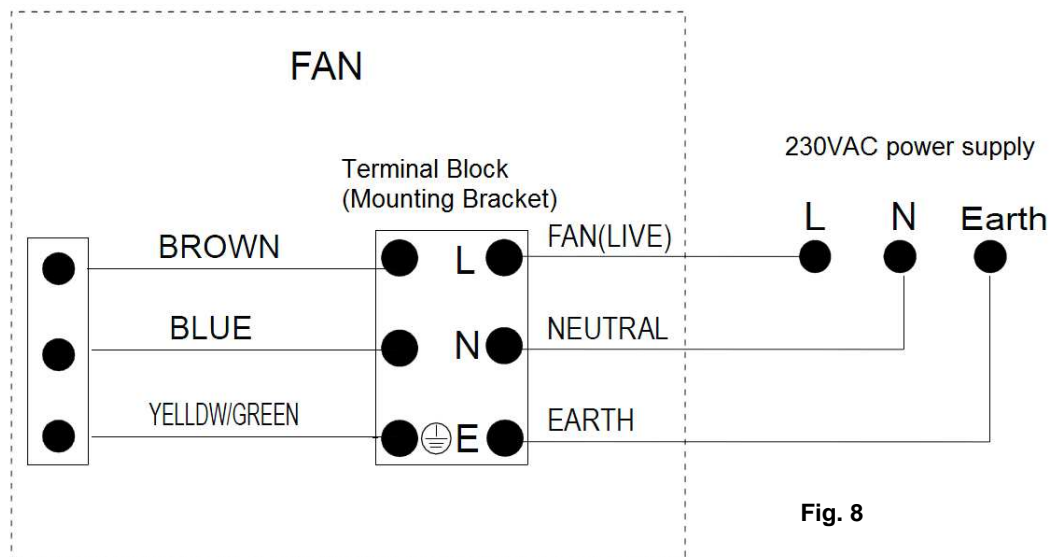 FAN
230VAC power supply
Terminal Block
(Mounting Bracket)
L N Earth
BROWN L FAN(LIVE)
BLUE N NEUTRAL
YELLDW/GREEN E EARTH
Fig. 8